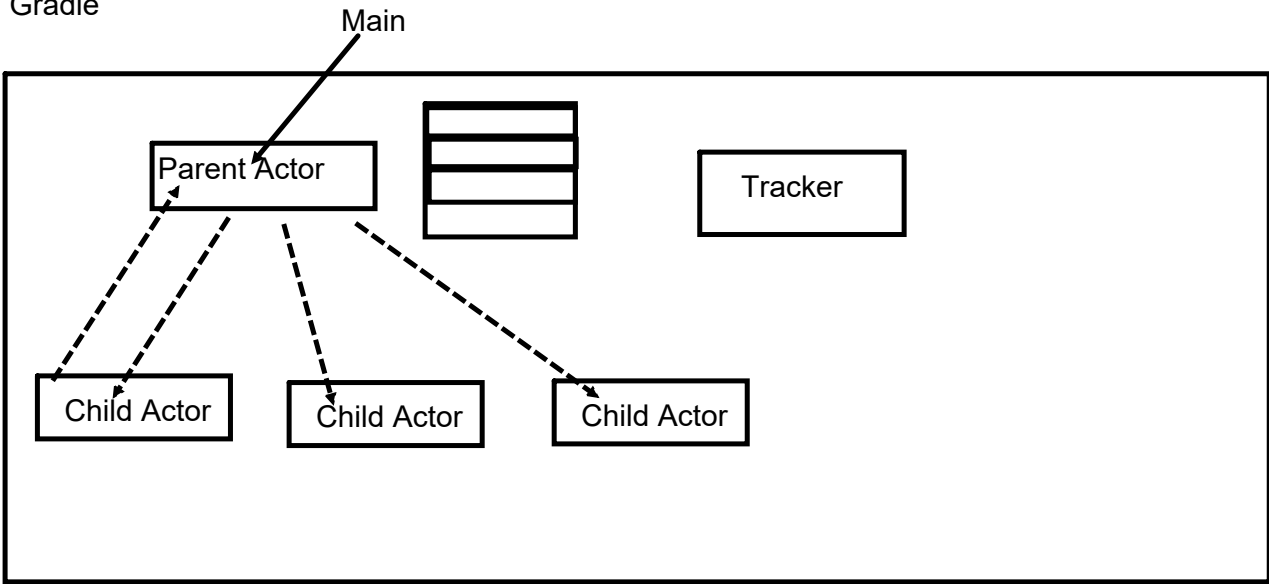 Gradle
Main
Parent Actor
Tracker
Child Actor
Child Actor
Child Actor